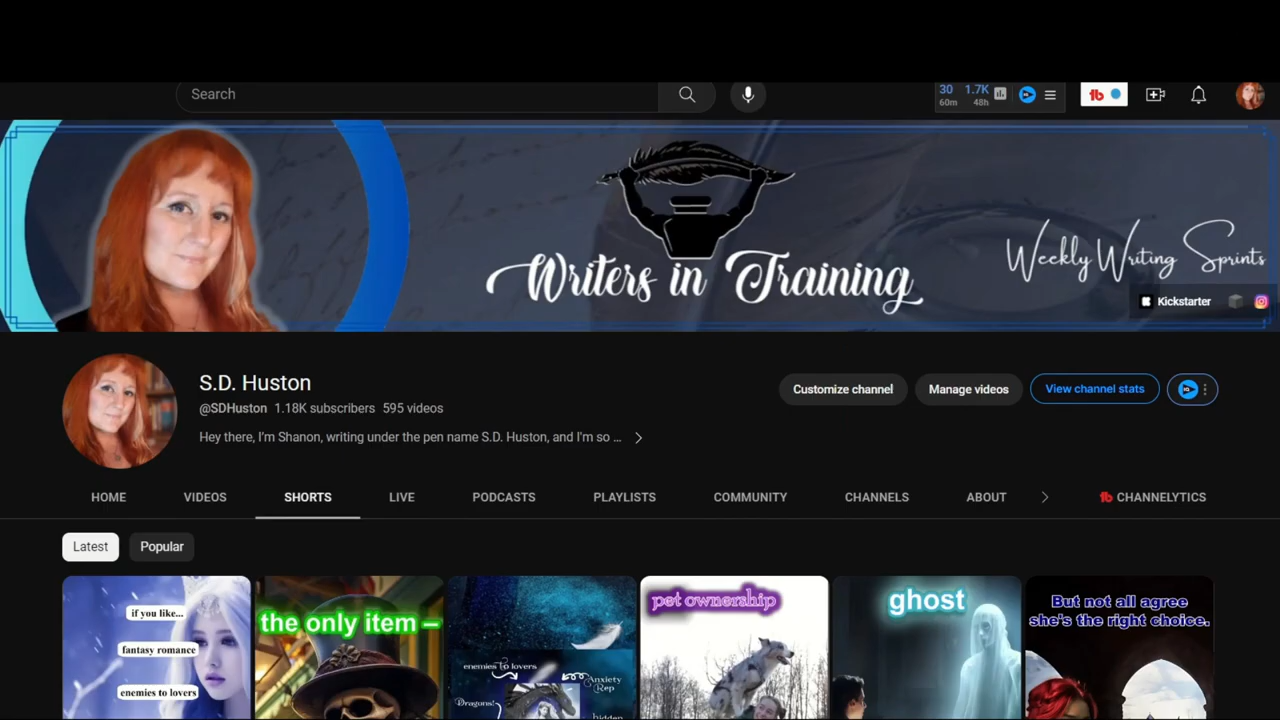 Search
30
60m
1.7K
48h
Writers in Training
Weekly Writing Sprints
Kickstarter
S.D. Huston
@SDHuston 1.18K subscribers 595 videos
Hey there, I'm Shanon, writing under the pen name S.D. Huston, and I'm so ...
Customize channel
Manage videos
View channel stats
HOME
VIDEOS
SHORTS
LIVE
PODCASTS
PLAYLISTS
COMMUNITY
CHANNELS
ABOUT
CHANNELYTICS
Latest
Popular
if you like...
fantasy romance
enemies to lovers
the only item –
enemies to lovers
Anxiety
Rep
Dragons!
hidden
pet ownership
ghost
But not all agree
she's the right choice.